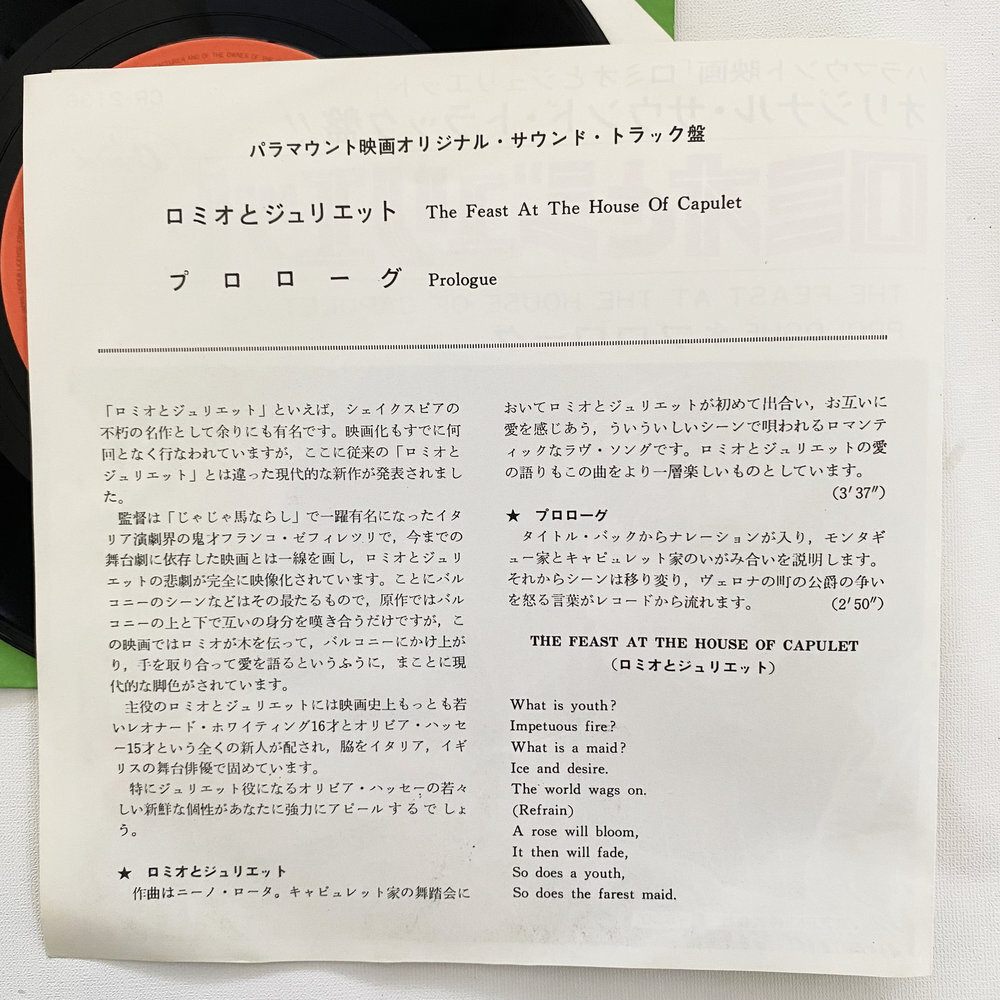 パラマウント映画オリジナル・サウンド・トラック盤
ロミオとジュリエット The Feast At The House Of Capulet
プロローグ Prologue
「ロミオとジュリエット」といえば，シェイクスピアの
不朽の名作として余りにも有名です。映画化もすでに何
回となく行なわれていますが，ここに従来の「ロミオと
ジュリエット」とは違った現代的な新作が発表されまし
た。
監督は「じゃじゃ馬ならし」で一躍有名になったイタ
リア演劇界の鬼才フランコ・ゼフィレツリで，今までの
舞台劇に依存した映画とは一線を画し，ロミオとジュリ
エットの悲劇が完全に映像化されています。ことにバル
コニーのシーンなどはその最たるもので，原作ではバル
コニーの上と下で互いの身分を嘆き合うだけですが，こ
の映画ではロミオが木を伝って，バルコニーにかけ上が
り，手を取り合って愛を語るというふうに，まことに現
代的な脚色がされています。
主役のロミオとジュリエットには映画史上もっとも若
いレオナード・ホワイティング16才とオリビア・ハッセ
ー15才という全くの新人が配され，脇をイタリア，イギ
リスの舞台俳優で固めています。
特にジュリエット役になるオリビア・ハッセーの若々
しい新鮮な個性があなたに強力にアピールするでしょ
う。
★ ロミオとジュリエット
作曲はニーノ・ロータ。キャピュレット家の舞踏会に
おいてロミオとジュリエットが初めて出合い，お互いに
愛を感じあう，ういういしいシーンで唄われるロマンテ
ィックなラヴ・ソングです。ロミオとジュリエットの愛
の語りもこの曲をより一層楽しいものとしています。
（3′37″）
★ プロローグ
タイトル・バックからナレーションが入り，モンタギ
ュー家とキャピュレット家のいがみ合いを説明します。
それからシーンは移り変り，ヴェロナの町の公爵の争い
を怒る言葉がレコードから流れます。 （2′50″）
THE FEAST AT THE HOUSE OF CAPULET
（ロミオとジュリエット）
What is youth?
Impetuous fire?
What is a maid?
Ice and desire.
The world wags on.
(Refrain)
A rose will bloom,
It then will fade,
So does a youth,
So does the farest maid.